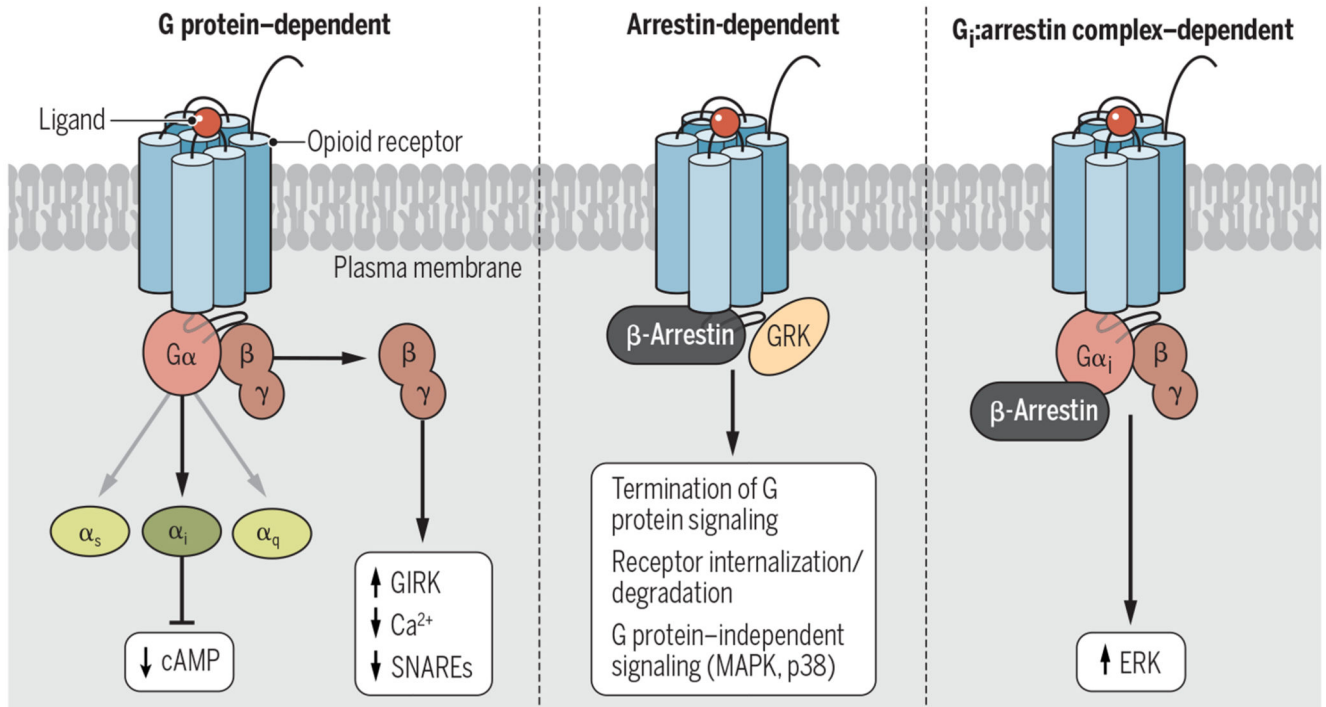 G protein–dependent
Ligand
Opioid receptor
Plasma membrane
Gα
β
γ
β
γ
αs
αi
αq
cAMP
GIRK
Ca²⁺
SNAREs
Arrestin-dependent
β-Arrestin
GRK
Termination of G
protein signaling
Receptor internalization/
degradation
G protein–independent
signaling (MAPK, p38)
Gi:arrestin complex–dependent
Gαi
β
γ
β-Arrestin
ERK